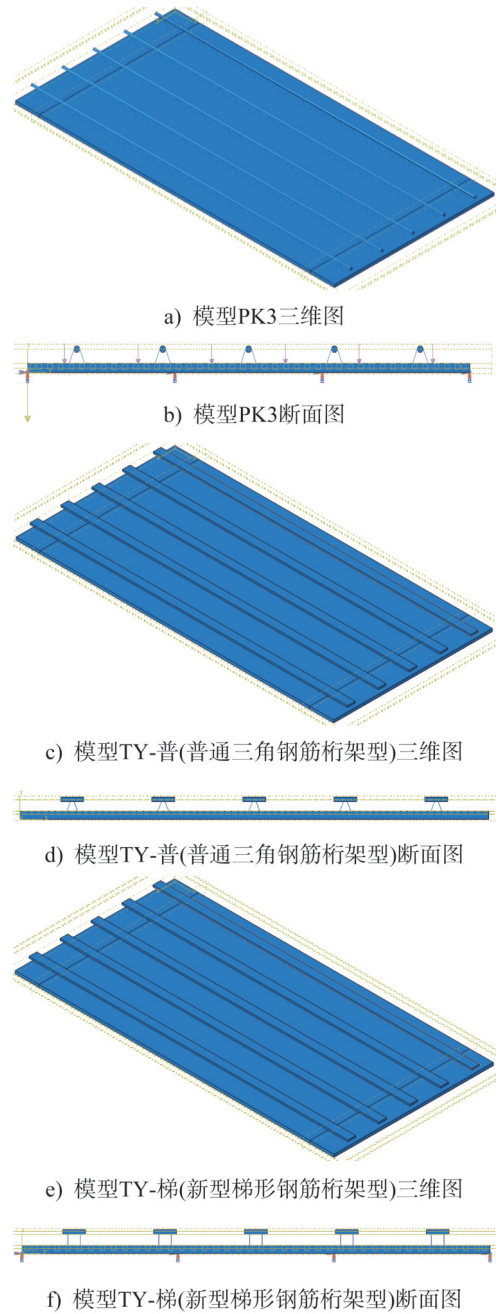 a) 模型PK3三维图
b) 模型PK3断面图
c) 模型TY-普(普通三角钢筋桁架型)三维图
d) 模型TY-普(普通三角钢筋桁架型)断面图
e) 模型TY-梯(新型梯形钢筋桁架型)三维图
f) 模型TY-梯(新型梯形钢筋桁架型)断面图